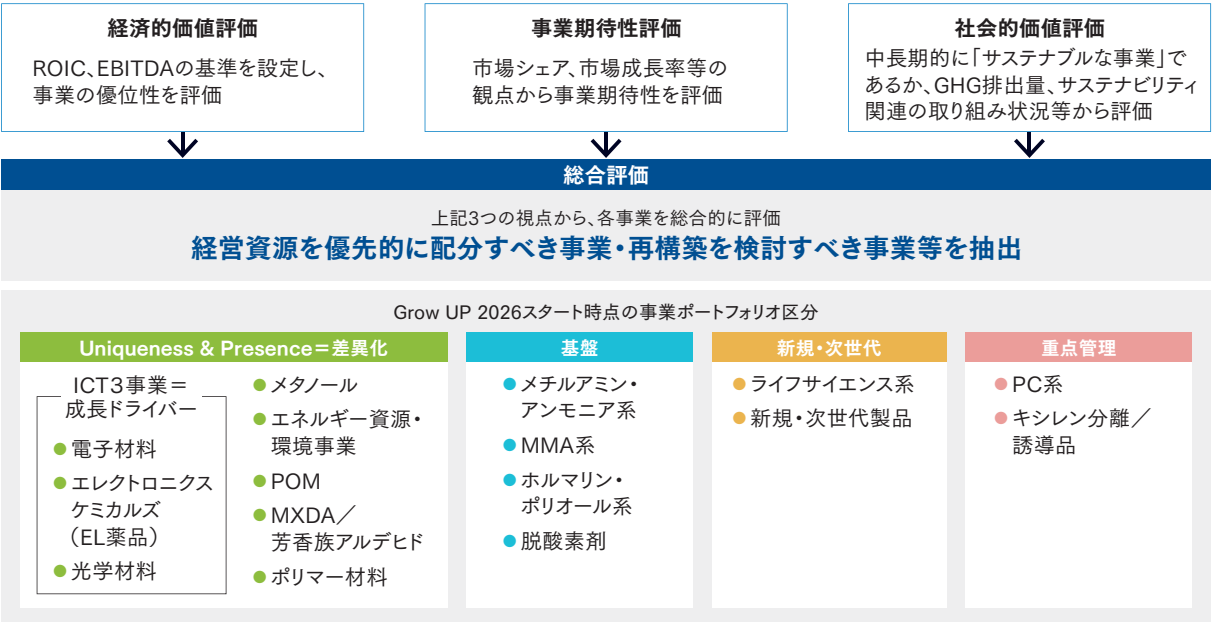 経済的価値評価
ROIC、EBITDAの基準を設定し、
事業の優位性を評価
事業期待性評価
市場シェア、市場成長率等の
観点から事業期待性を評価
社会的価値評価
中長期的に「サステナブルな事業」で
あるか、GHG排出量、サステナビリティ
関連の取り組み状況等から評価
総合評価
上記3つの視点から、各事業を総合的に評価
経営資源を優先的に配分すべき事業・再構築を検討すべき事業等を抽出
Grow UP 2026スタート時点の事業ポートフォリオ区分
Uniqueness & Presence＝差異化
ICT3事業＝
成長ドライバー
● 電子材料
● エレクトロニクス
ケミカルズ
（EL薬品）
● 光学材料
● メタノール
● エネルギー資源・
環境事業
● POM
● MXDA／
芳香族アルデヒド
● ポリマー材料
基盤
● メチルアミン・
アンモニア系
● MMA系
● ホルマリン・
ポリオール系
● 脱酸素剤
新規・次世代
● ライフサイエンス系
● 新規・次世代製品
重点管理
● PC系
● キシレン分離／
誘導品